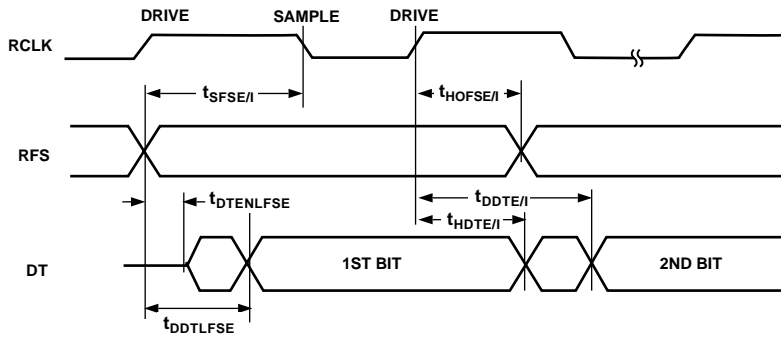 DRIVE SAMPLE DRIVE
RCLK
tSFSE/I tHOFSE/I
RFS
tDDTE/I
tDTENLFSE
tHDTE/I
DT 1ST BIT 2ND BIT
tDDTLFSE